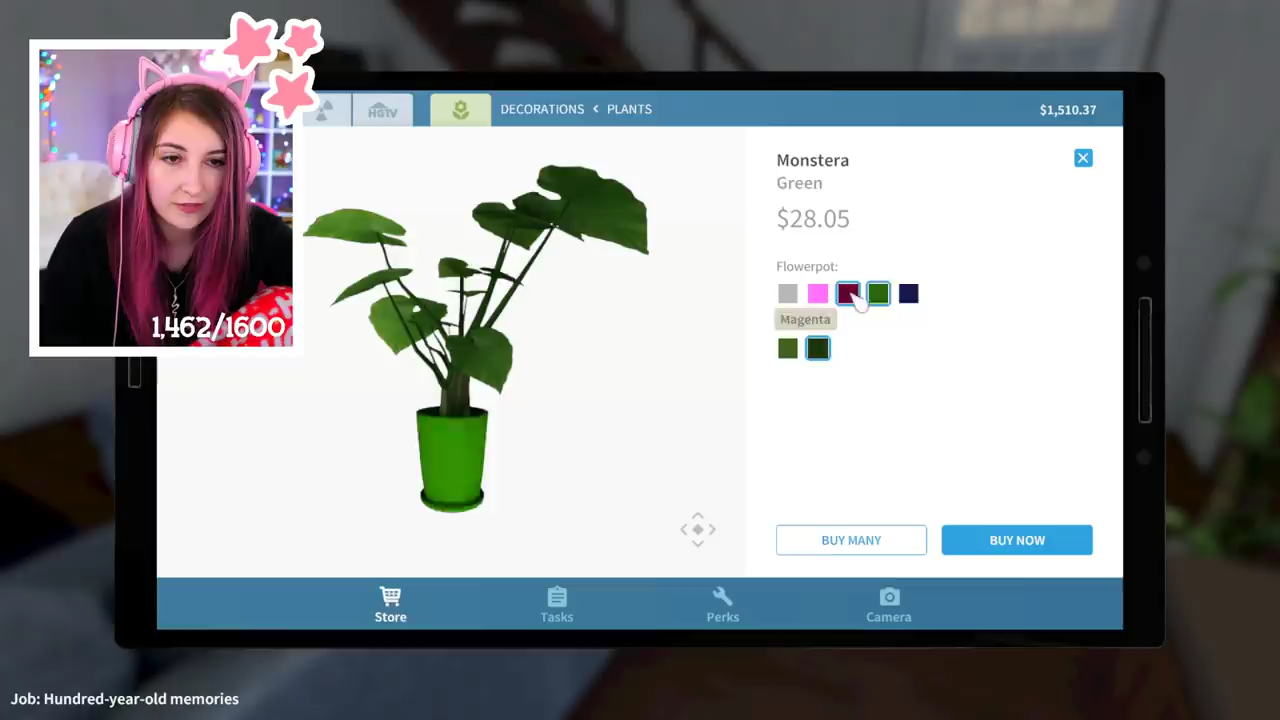 HGTV
DECORATIONS < PLANTS
$1,510.37
Monstera
Green
$28.05
Flowerpot:
Magenta
1,462/1600
BUY MANY
BUY NOW
Store
Tasks
Perks
Camera
Job: Hundred-year-old memories